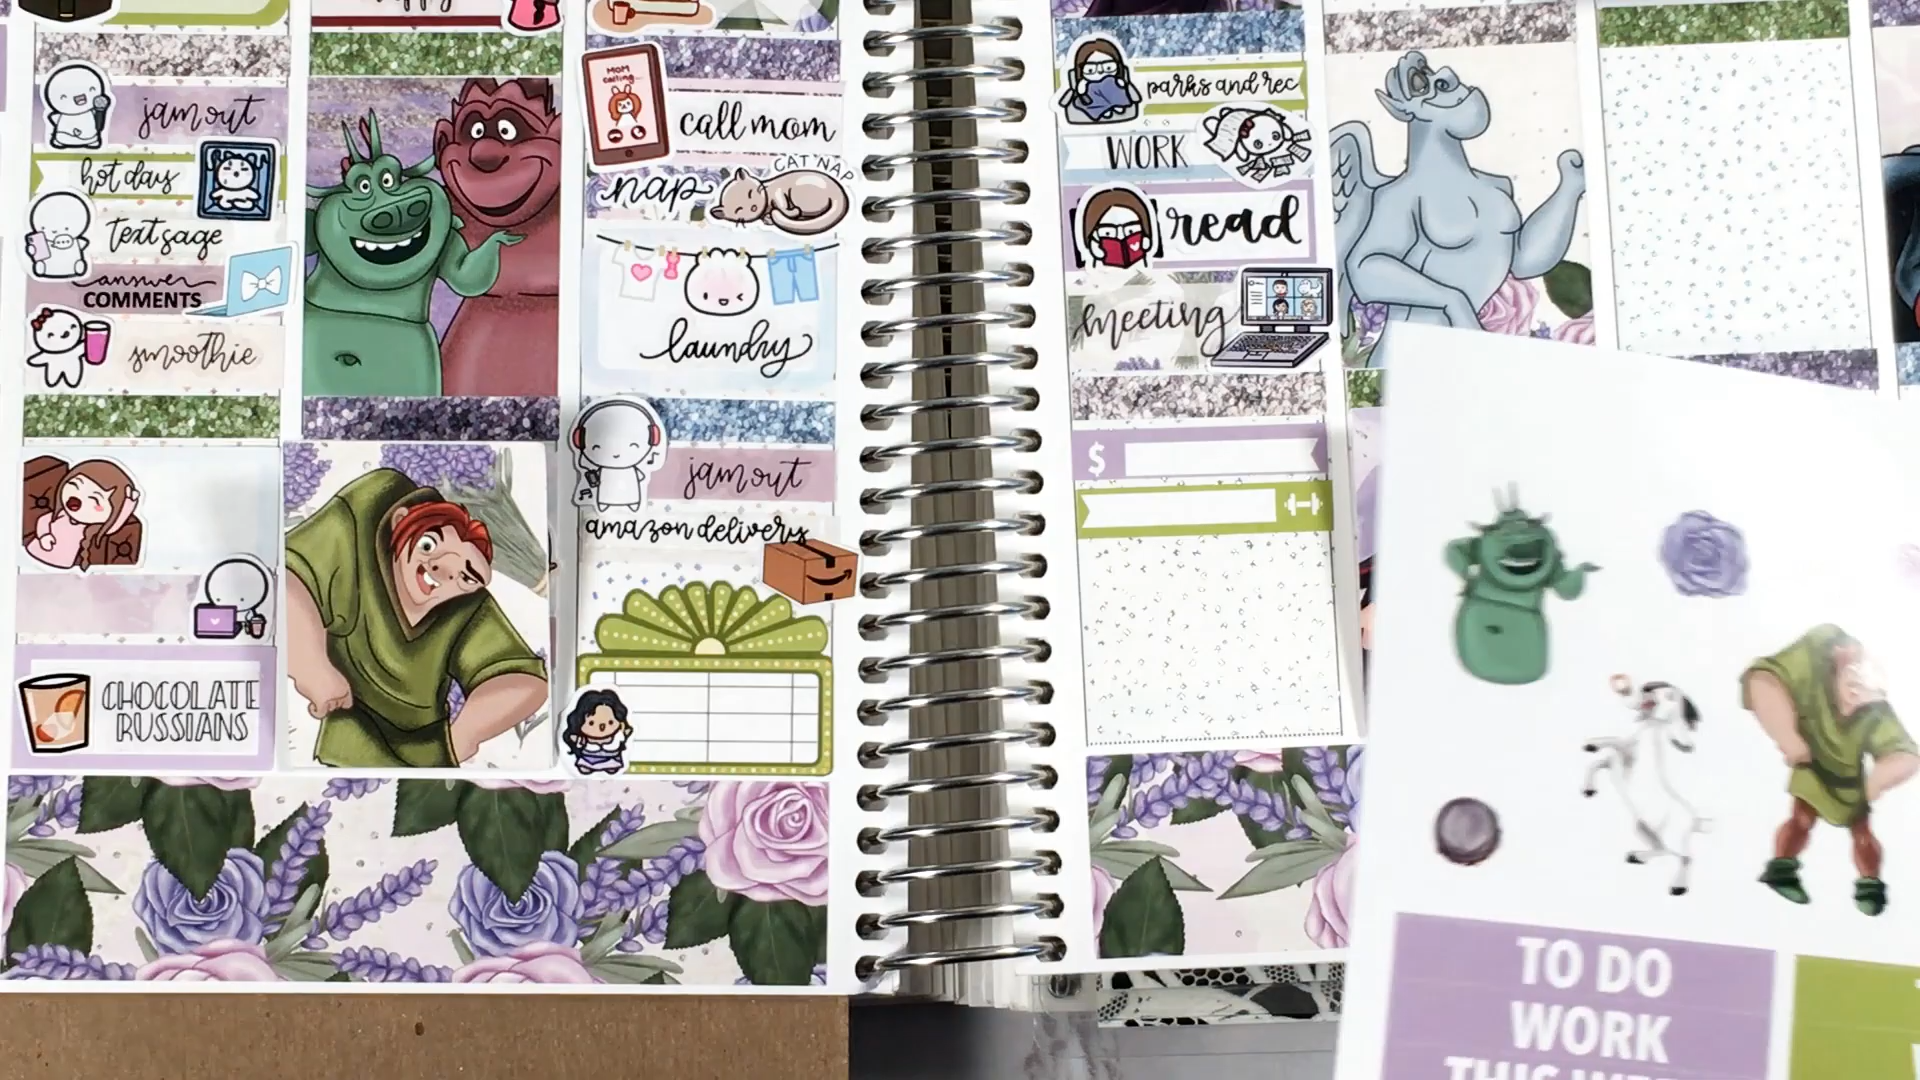 jam out
hot day
text sage
answer
COMMENTS
smoothie
CHOCOLATE
RUSSIANS
MOM
calling...
call mom
nap
CAT NAP
laundry
jam out
amazon delivery
parks and rec
WORK
read
meeting
$
TO DO
WORK